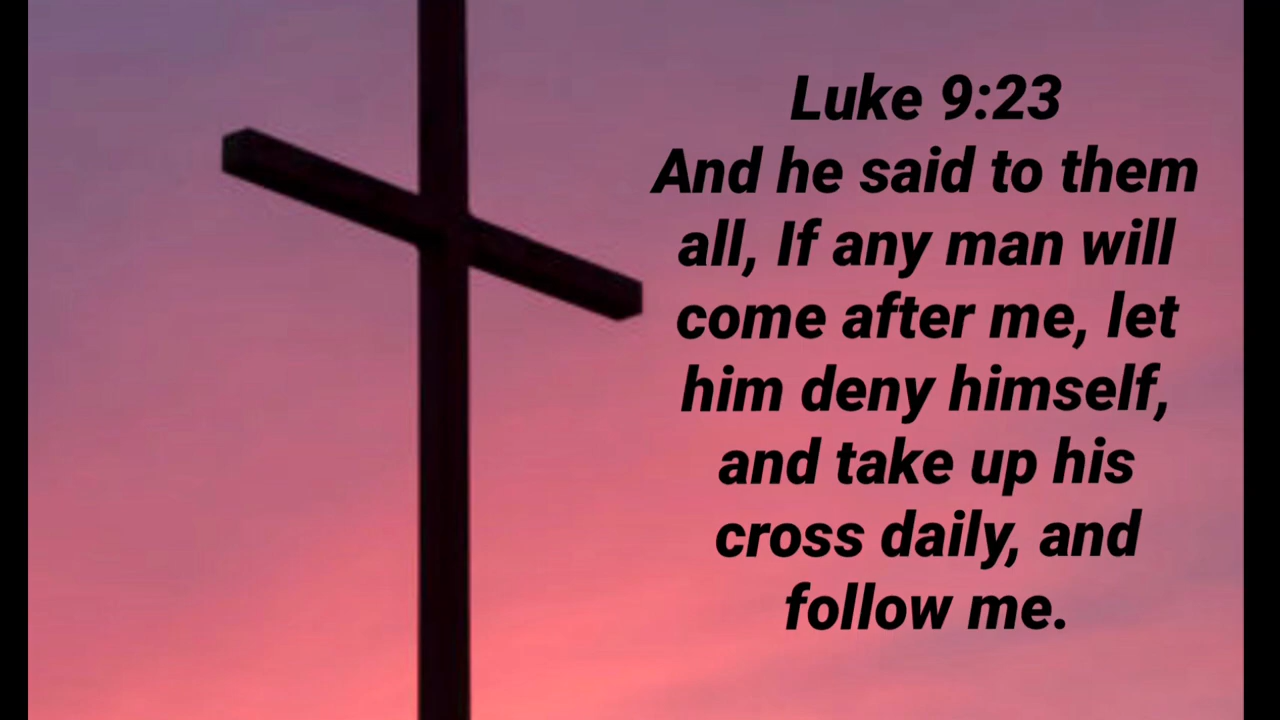 Luke 9:23
And he said to them
all, If any man will
come after me, let
him deny himself,
and take up his
cross daily, and
follow me.